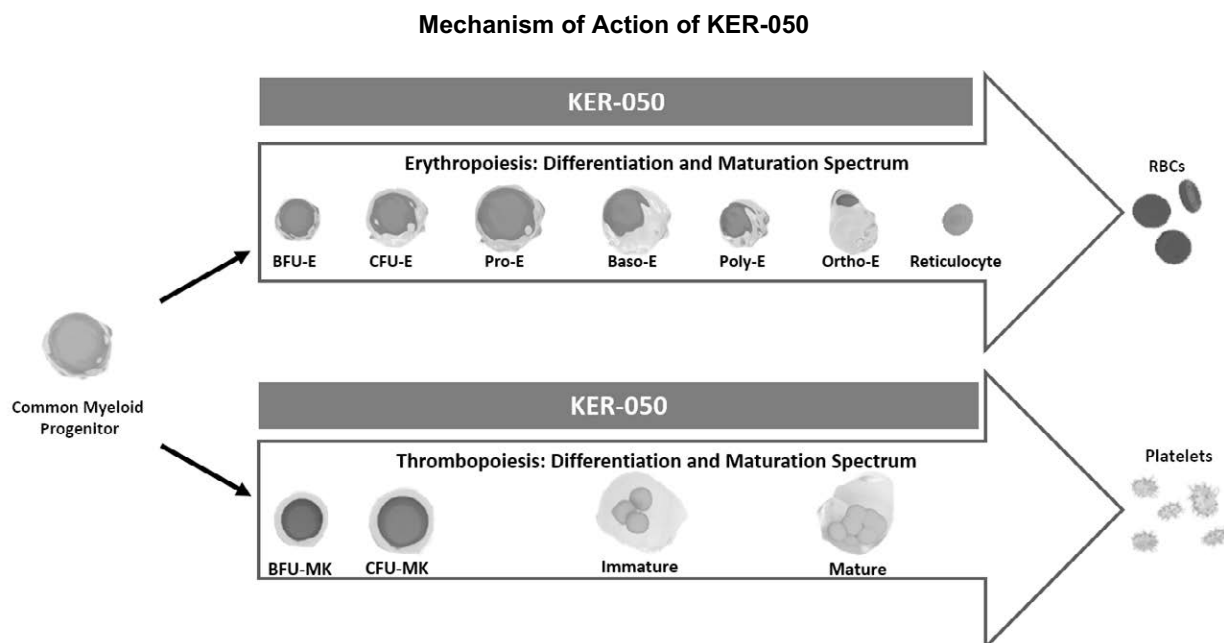 Mechanism of Action of KER-050
KER-050
Erythropoiesis: Differentiation and Maturation Spectrum
BFU-E
CFU-E
Pro-E
Baso-E
Poly-E
Ortho-E
Reticulocyte
RBCs
Common Myeloid
Progenitor
KER-050
Thrombopoiesis: Differentiation and Maturation Spectrum
BFU-MK
CFU-MK
Immature
Mature
Platelets